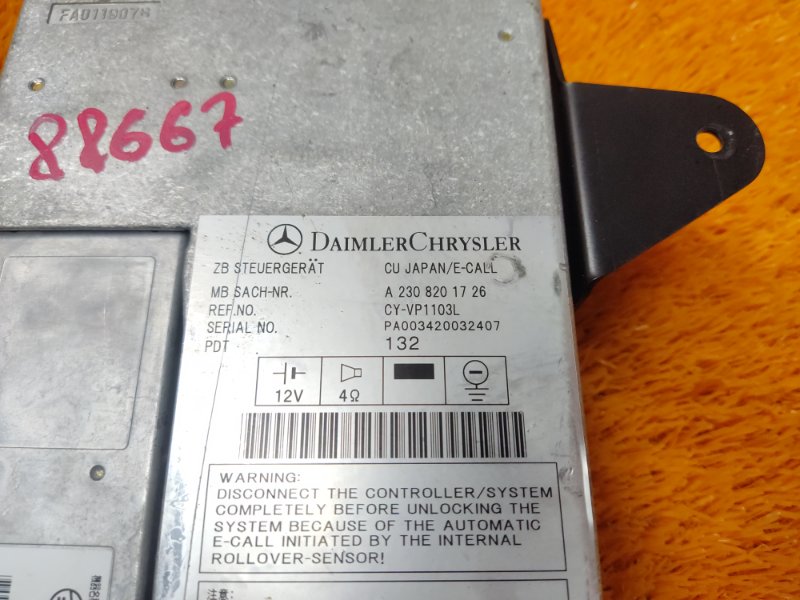 FA011907R
88667
DAIMLERCHRYSLER
ZB STEUERGERÄT CU JAPAN/E-CALL
MB SACH-NR. A 230 820 17 26
REF.NO. CY-VP1103L
SERIAL NO. PA003420032407
PDT 132
12V 4Ω
WARNING:
DISCONNECT THE CONTROLLER/SYSTEM
COMPLETELY BEFORE UNLOCKING THE
SYSTEM BECAUSE OF THE AUTOMATIC
E-CALL INITIATED BY THE INTERNAL
ROLLOVER-SENSOR!
注意: